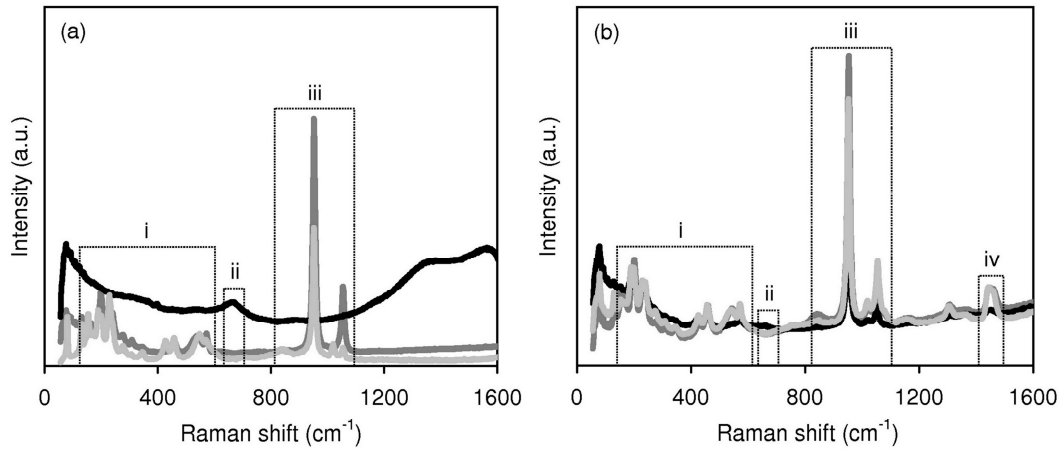 (a)
iii
i
ii
Intensity (a.u.)
0
400
800
1200
1600
Raman shift (cm⁻¹)
(b)
iii
i
ii
iv
Intensity (a.u.)
0
400
800
1200
1600
Raman shift (cm⁻¹)